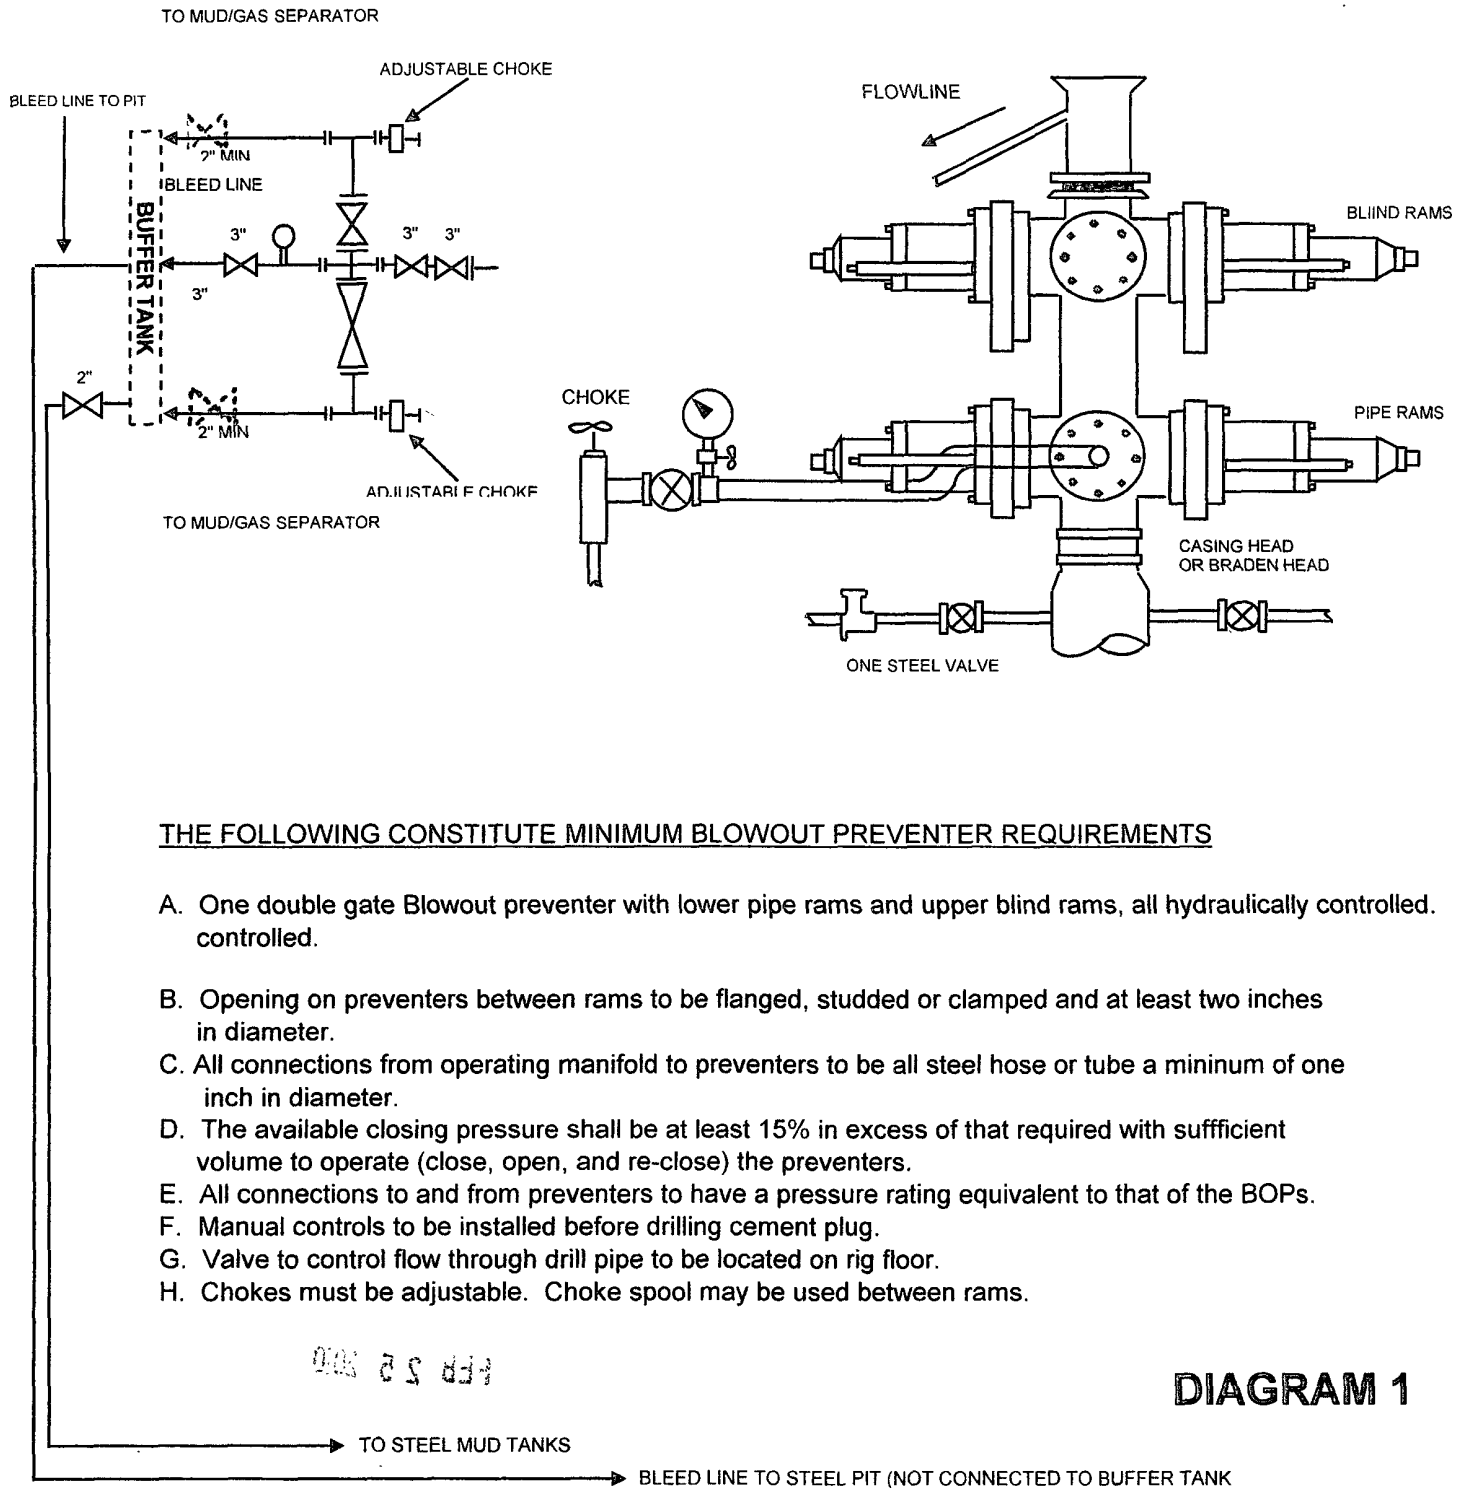 TO MUD/GAS SEPARATOR
ADJUSTABLE CHOKE
BLEED LINE TO PIT
FLOWLINE
2" MIN
BLEED LINE
BLIIND RAMS
BUFFER TANK
3"
3" 3"
3"
2"
2" MIN
CHOKE
PIPE RAMS
ADJUSTABLE CHOKE
TO MUD/GAS SEPARATOR
CASING HEAD
OR BRADEN HEAD
ONE STEEL VALVE
THE FOLLOWING CONSTITUTE MINIMUM BLOWOUT PREVENTER REQUIREMENTS
A. One double gate Blowout preventer with lower pipe rams and upper blind rams, all hydraulically controlled.
controlled.
B. Opening on preventers between rams to be flanged, studded or clamped and at least two inches
in diameter.
C. All connections from operating manifold to preventers to be all steel hose or tube a mininum of one
inch in diameter.
D. The available closing pressure shall be at least 15% in excess of that required with suffficient
volume to operate (close, open, and re-close) the preventers.
E. All connections to and from preventers to have a pressure rating equivalent to that of the BOPs.
F. Manual controls to be installed before drilling cement plug.
G. Valve to control flow through drill pipe to be located on rig floor.
H. Chokes must be adjustable. Choke spool may be used between rams.
FEB 25 2010
DIAGRAM 1
TO STEEL MUD TANKS
BLEED LINE TO STEEL PIT (NOT CONNECTED TO BUFFER TANK